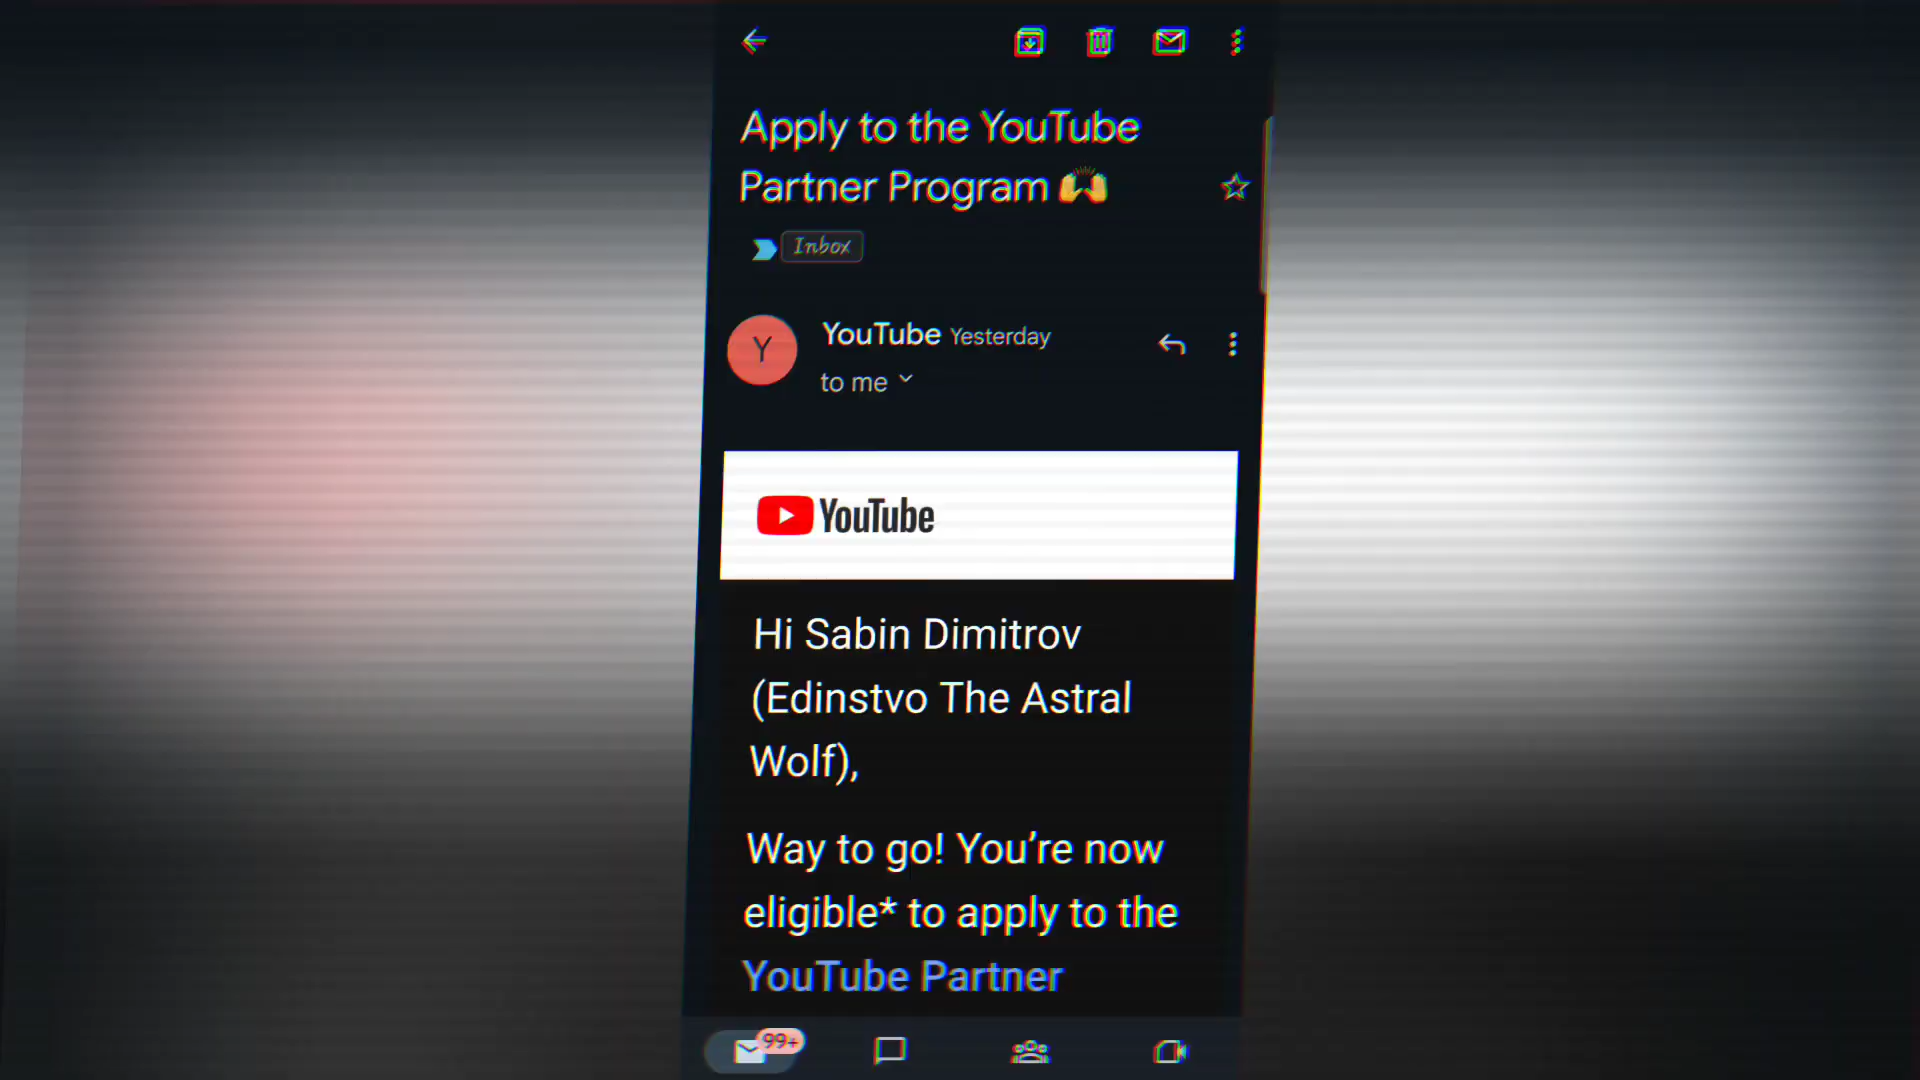 Apply to the YouTube
Partner Program 🙌
Inbox
Y
YouTube Yesterday
to me
YouTube
Hi Sabin Dimitrov
(Edinstvo The Astral
Wolf),
Way to go! You’re now
eligible* to apply to the
YouTube Partner
99+